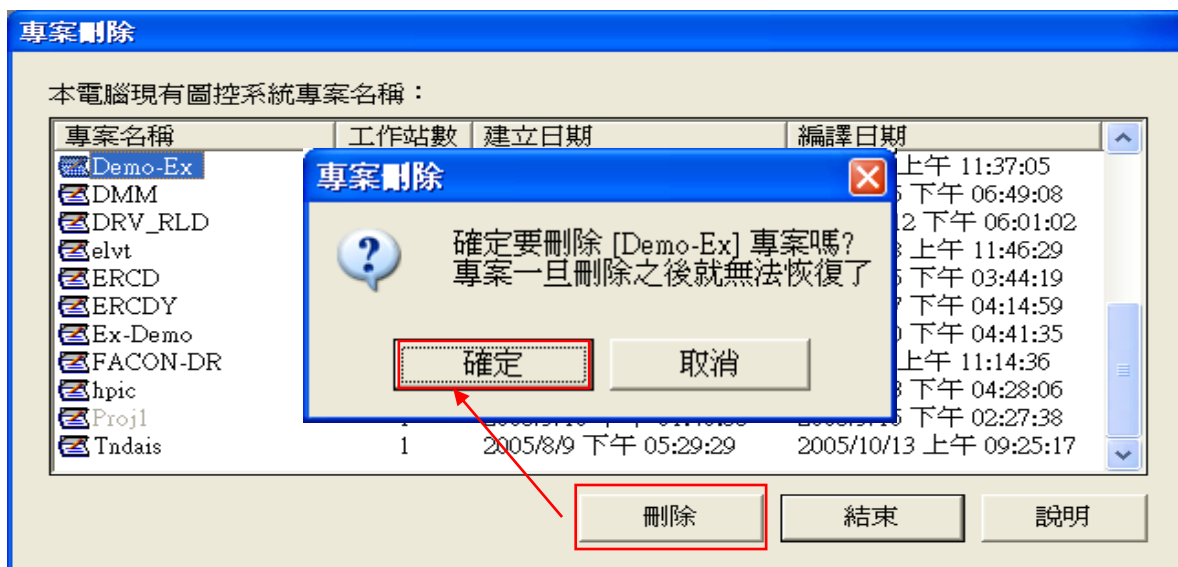 專案刪除
本電腦現有圖控系統專案名稱：
專案名稱 工作站數 建立日期 編譯日期
Demo-Ex 上午 11:37:05
DMM 下午 06:49:08
DRV_RLD 12 下午 06:01:02
elvt 上午 11:46:29
ERCD 下午 03:44:19
ERCDY 下午 04:14:59
Ex-Demo 下午 04:41:35
FACON-DR 上午 11:14:36
hpic 下午 04:28:06
Proj1 下午 02:27:38
Tndais 1 2005/8/9 下午 05:29:29 2005/10/13 上午 09:25:17
專案刪除
確定要刪除 [Demo-Ex] 專案嗎?
專案一旦刪除之後就無法恢復了
確定 取消
刪除 結束 說明